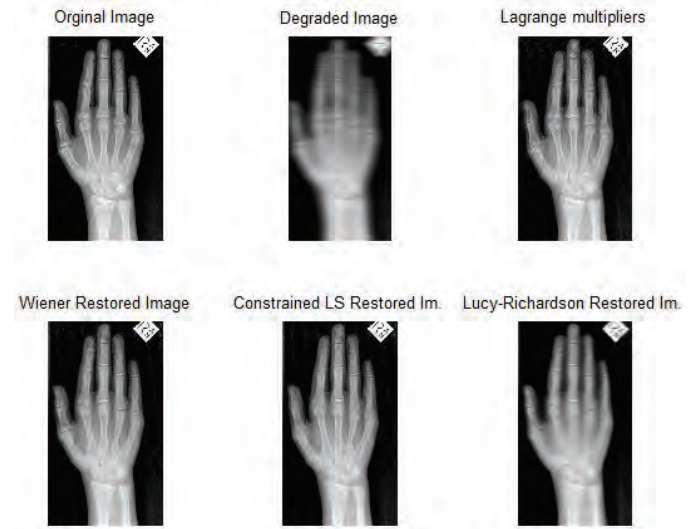 Orginal Image
Degraded Image
Lagrange multipliers
Wiener Restored Image
Constrained LS Restored Im.
Lucy-Richardson Restored Im.